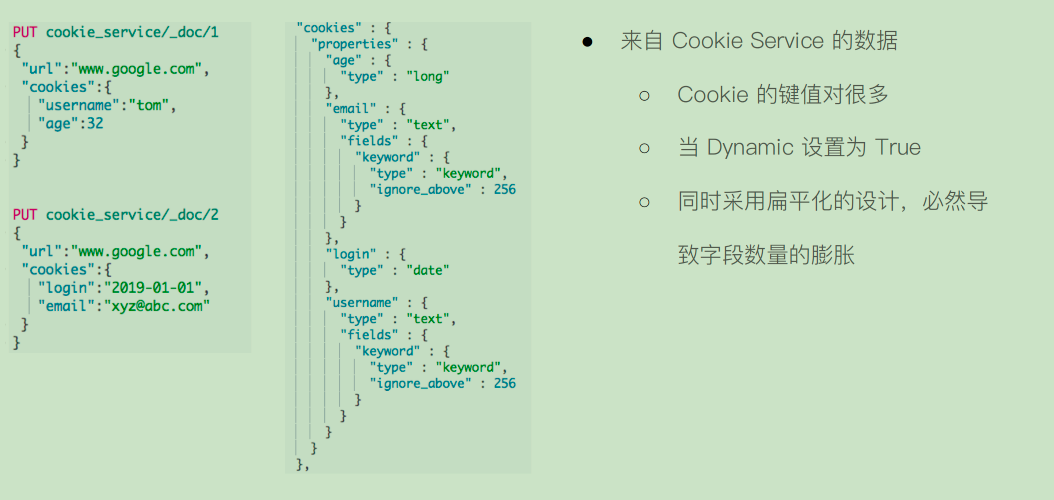 PUT cookie_service/_doc/1
{
"url":"www.google.com",
"cookies":{
"username":"tom",
"age":32
}
}
PUT cookie_service/_doc/2
{
"url":"www.google.com",
"cookies":{
"login":"2019-01-01",
"email":"xyz@abc.com"
}
}
"cookies" : {
"properties" : {
"age" : {
"type" : "long"
},
"email" : {
"type" : "text",
"fields" : {
"keyword" : {
"type" : "keyword",
"ignore_above" : 256
}
}
},
"login" : {
"type" : "date"
},
"username" : {
"type" : "text",
"fields" : {
"keyword" : {
"type" : "keyword",
"ignore_above" : 256
}
}
}
}
},
● 来自 Cookie Service 的数据
○ Cookie 的键值对很多
○ 当 Dynamic 设置为 True
○ 同时采用扁平化的设计，必然导
致字段数量的膨胀